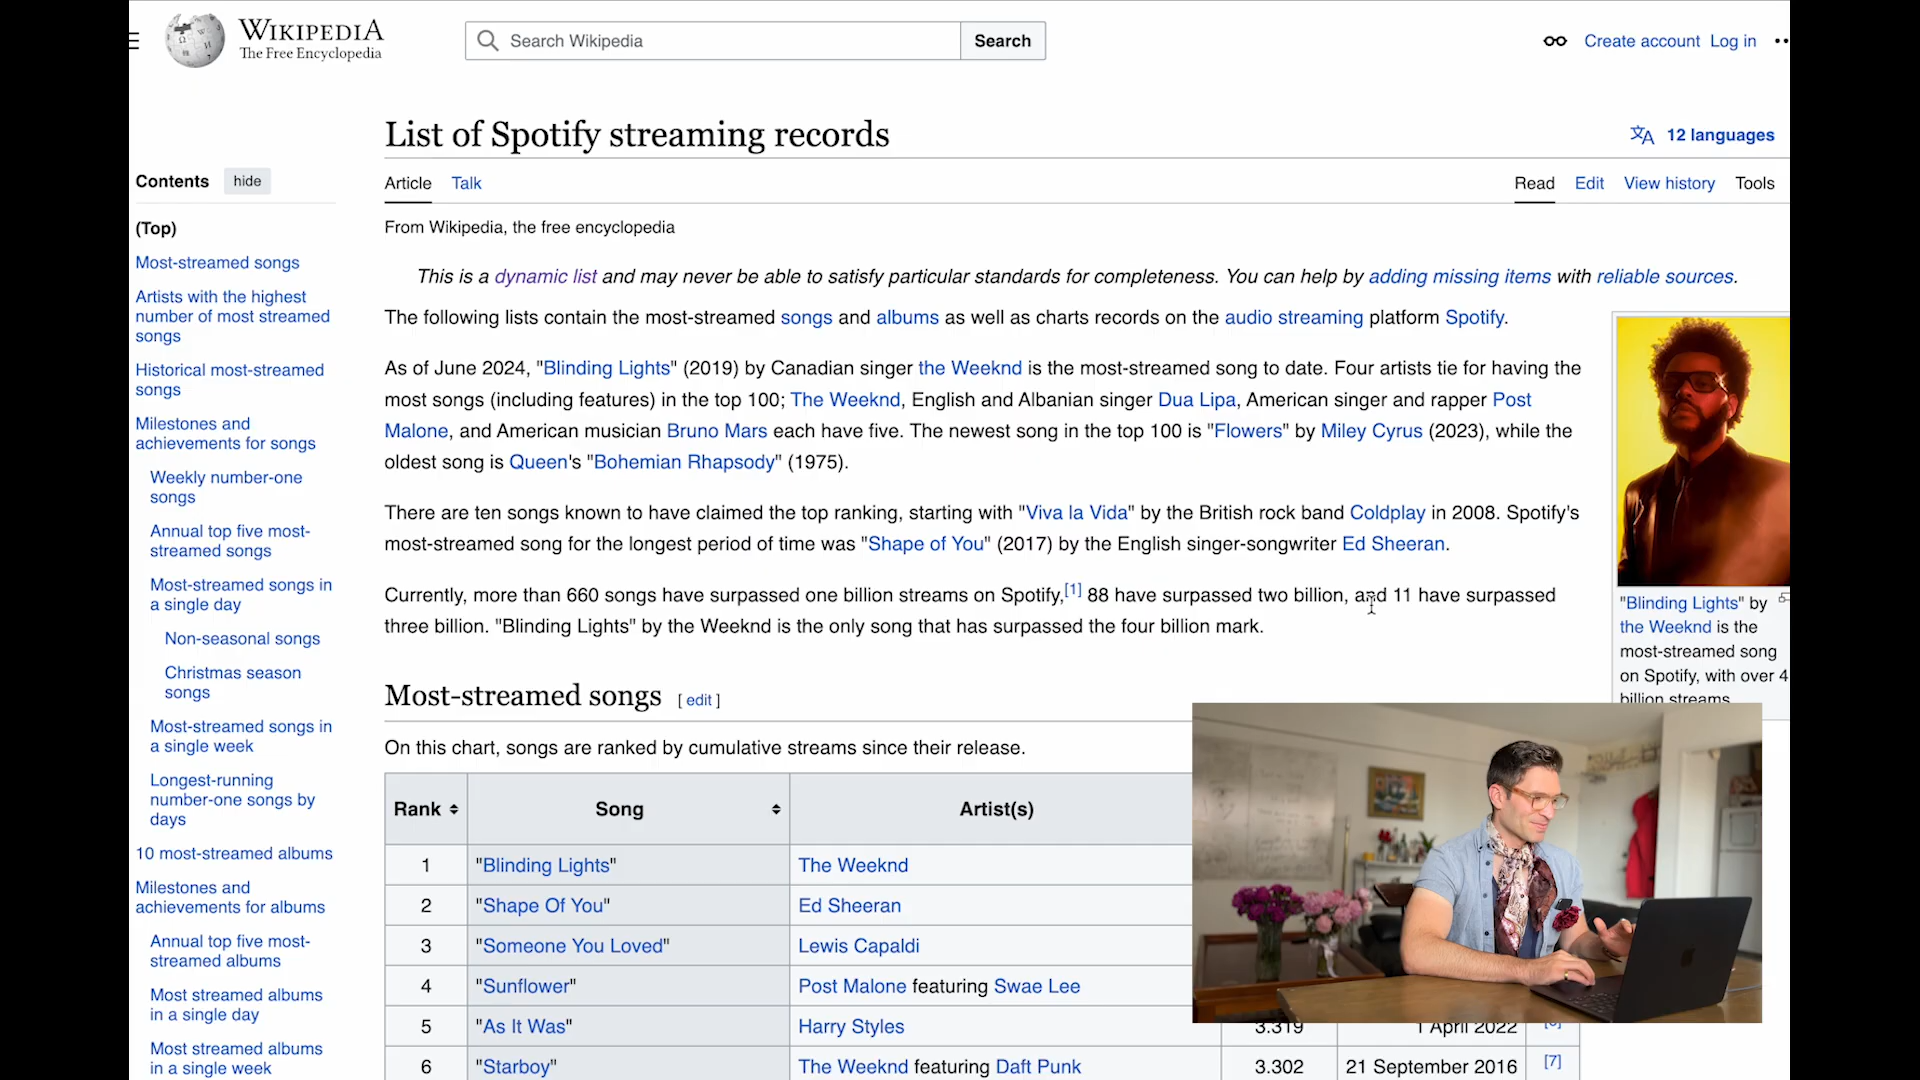 WIKIPEDIA
The Free Encyclopedia
Search Wikipedia
Search
Create account Log in
List of Spotify streaming records
12 languages
Contents hide
Article Talk
Read Edit View history Tools
From Wikipedia, the free encyclopedia
(Top)
Most-streamed songs
Artists with the highest
number of most streamed
songs
Historical most-streamed
songs
Milestones and
achievements for songs
Weekly number-one
songs
Annual top five most-
streamed songs
Most-streamed songs in
a single day
Non-seasonal songs
Christmas season
songs
Most-streamed songs in
a single week
Longest-running
number-one songs by
days
10 most-streamed albums
Milestones and
achievements for albums
Annual top five most-
streamed albums
Most streamed albums
in a single day
Most streamed albums
in a single week
This is a dynamic list and may never be able to satisfy particular standards for completeness. You can help by adding missing items with reliable sources.
The following lists contain the most-streamed songs and albums as well as charts records on the audio streaming platform Spotify.
As of June 2024, "Blinding Lights" (2019) by Canadian singer the Weeknd is the most-streamed song to date. Four artists tie for having the
most songs (including features) in the top 100; The Weeknd, English and Albanian singer Dua Lipa, American singer and rapper Post
Malone, and American musician Bruno Mars each have five. The newest song in the top 100 is "Flowers" by Miley Cyrus (2023), while the
oldest song is Queen's "Bohemian Rhapsody" (1975).
There are ten songs known to have claimed the top ranking, starting with "Viva la Vida" by the British rock band Coldplay in 2008. Spotify's
most-streamed song for the longest period of time was "Shape of You" (2017) by the English singer-songwriter Ed Sheeran.
Currently, more than 660 songs have surpassed one billion streams on Spotify,[1] 88 have surpassed two billion, and 11 have surpassed
three billion. "Blinding Lights" by the Weeknd is the only song that has surpassed the four billion mark.
"Blinding Lights" by
the Weeknd is the
most-streamed song
on Spotify, with over 4
billion streams
Most-streamed songs [ edit ]
On this chart, songs are ranked by cumulative streams since their release.
Rank Song Artist(s)
1 "Blinding Lights" The Weeknd
2 "Shape Of You" Ed Sheeran
3 "Someone You Loved" Lewis Capaldi
4 "Sunflower" Post Malone featuring Swae Lee
5 "As It Was" Harry Styles 3.319 1 April 2022
6 "Starboy" The Weeknd featuring Daft Punk 3.302 21 September 2016 [7]